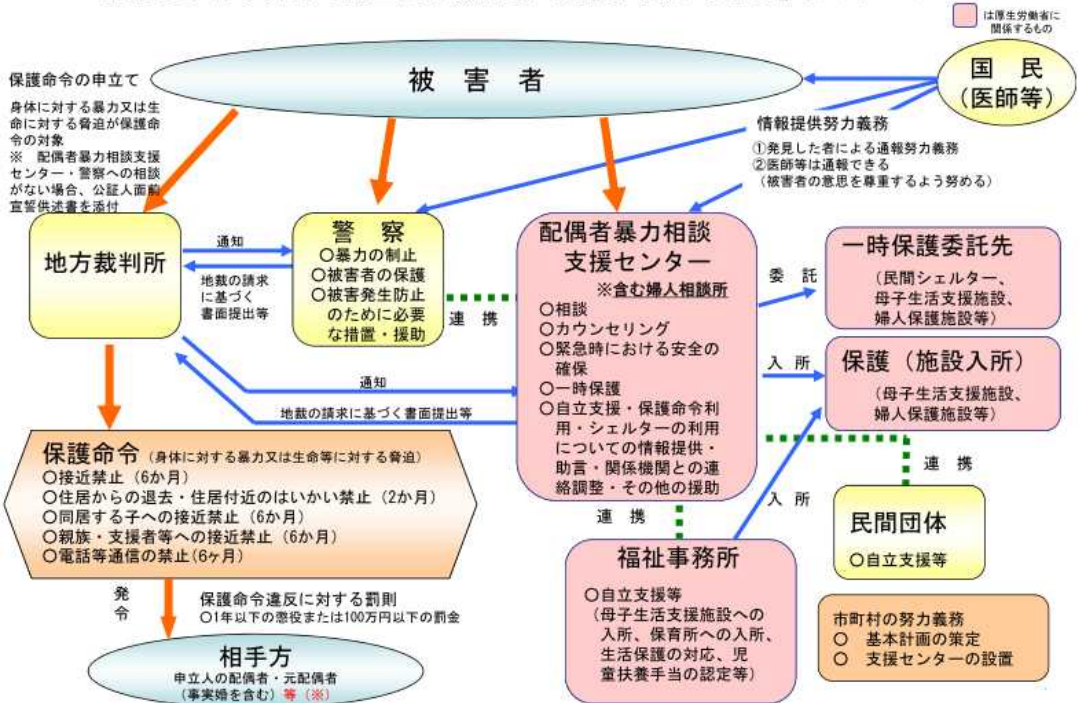 は厚生労働省に
関係するもの
被 害 者
国 民
（医師等）
保護命令の申立て
身体に対する暴力又は生
命に対する脅迫が保護命
令の対象
※ 配偶者暴力相談支援
センター・警察への相談
がない場合、公証人面前
宣誓供述書を添付
情報提供努力義務
①発見した者による通報努力義務
②医師等は通報できる
（被害者の意思を尊重するよう努める）
地方裁判所
通知
地裁の請求
に基づく
書面提出等
警 察
○暴力の制止
○被害者の保護
○被害発生防止
のために必要
な措置・援助
連 携
配偶者暴力相談
支援センター
※含む婦人相談所
○相談
○カウンセリング
○緊急時における安全の
確保
○一時保護
○自立支援・保護命令利
用・シェルターの利用
についての情報提供・
助言・関係機関との連
絡調整・その他の援助
委 託
一時保護委託先
（民間シェルター、
母子生活支援施設、
婦人保護施設等）
入 所
保護（施設入所）
（母子生活支援施設、
婦人保護施設等）
通知
地裁の請求に基づく書面提出等
保護命令（身体に対する暴力又は生命等に対する脅迫）
○接近禁止（6か月）
○住居からの退去・住居付近のはいかい禁止（2か月）
○同居する子への接近禁止（6か月）
○親族・支援者等への接近禁止（6か月）
○電話等通信の禁止(6ヶ月）
連 携
入 所
連 携
民間団体
○自立支援等
福祉事務所
○自立支援等
（母子生活支援施設への
入所、保育所への入所、
生活保護の対応、児
童扶養手当の認定等）
市町村の努力義務
○ 基本計画の策定
○ 支援センターの設置
発
令
保護命令違反に対する罰則
○1年以下の懲役または100万円以下の罰金
相手方
申立人の配偶者・元配偶者
（事実婚を含む）等（※）